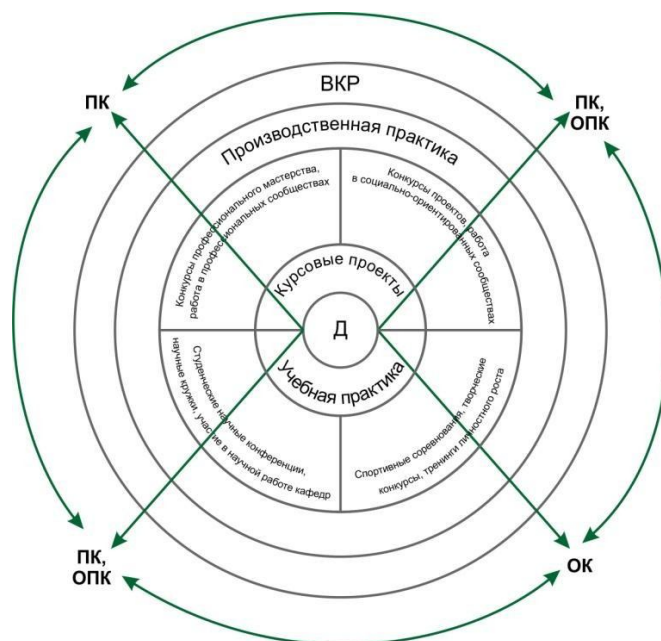 ВКР
ПК
ПК,
ОПК
Производственная практика
Конкурсы профессионального мастерства,
работа в профессиональных сообществах
Конкурсы проектов, работа
в социально-ориентированных сообществах
Курсовые проекты
Д
Учебная практика
Студенческие научные конференции,
научные кружки, участие в научной работе кафедр
Спортивные соревнования, творческие
конкурсы, тренинги личностного роста
ПК,
ОПК
ОК